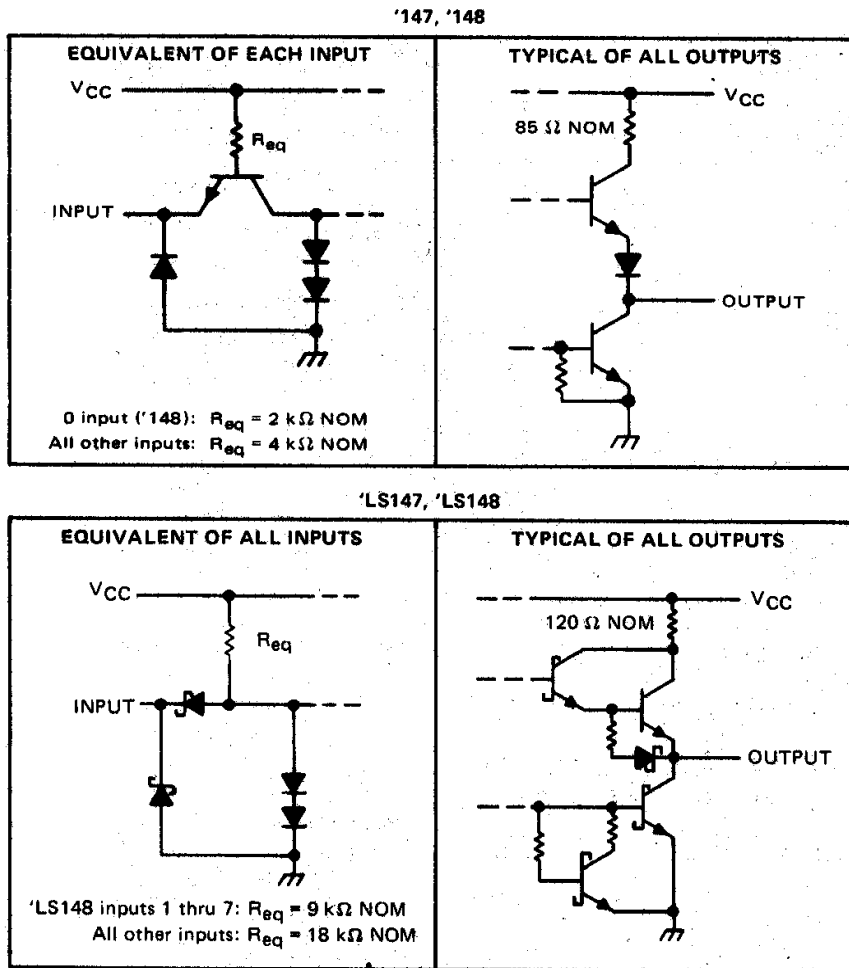 '147, '148
EQUIVALENT OF EACH INPUT
VCC
Req
INPUT
0 input ('148): Req = 2 kΩ NOM
All other inputs: Req = 4 kΩ NOM
TYPICAL OF ALL OUTPUTS
VCC
85 Ω NOM
OUTPUT
'LS147, 'LS148
EQUIVALENT OF ALL INPUTS
VCC
Req
INPUT
'LS148 inputs 1 thru 7: Req = 9 kΩ NOM
All other inputs: Req = 18 kΩ NOM
TYPICAL OF ALL OUTPUTS
VCC
120 Ω NOM
OUTPUT